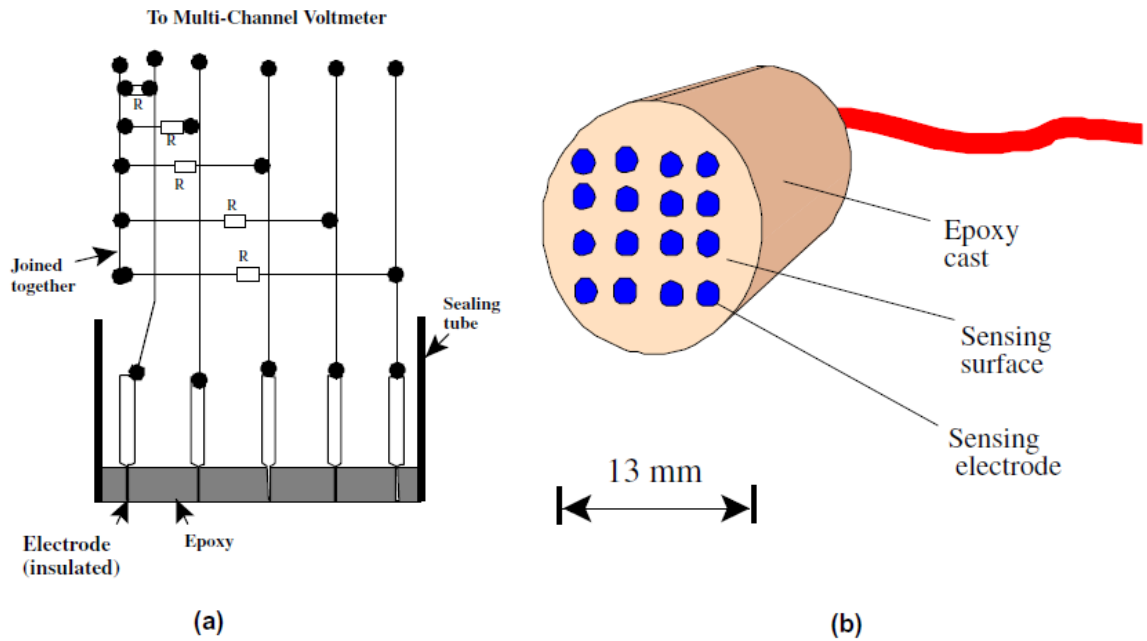 To Multi-Channel Voltmeter
R
R
R
R
R
Joined
together
Sealing
tube
Electrode
(insulated)
Epoxy
(a)
Epoxy
cast
Sensing
surface
Sensing
electrode
13 mm
(b)